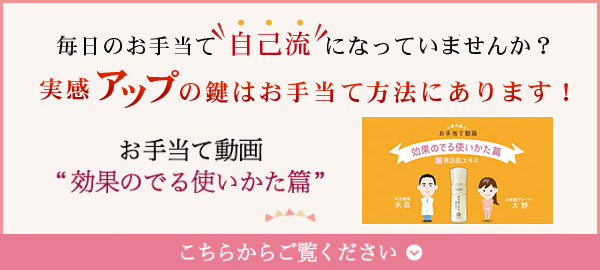 毎日のお手当て“自己流”になっていませんか？
実感アップの鍵はお手当て方法にあります！
お手当て動画
“効果のでる使いかた篇”
お手当て動画
効果のでる使いかた篇
美活肌エキス
永田
大野
こちらからご覧ください